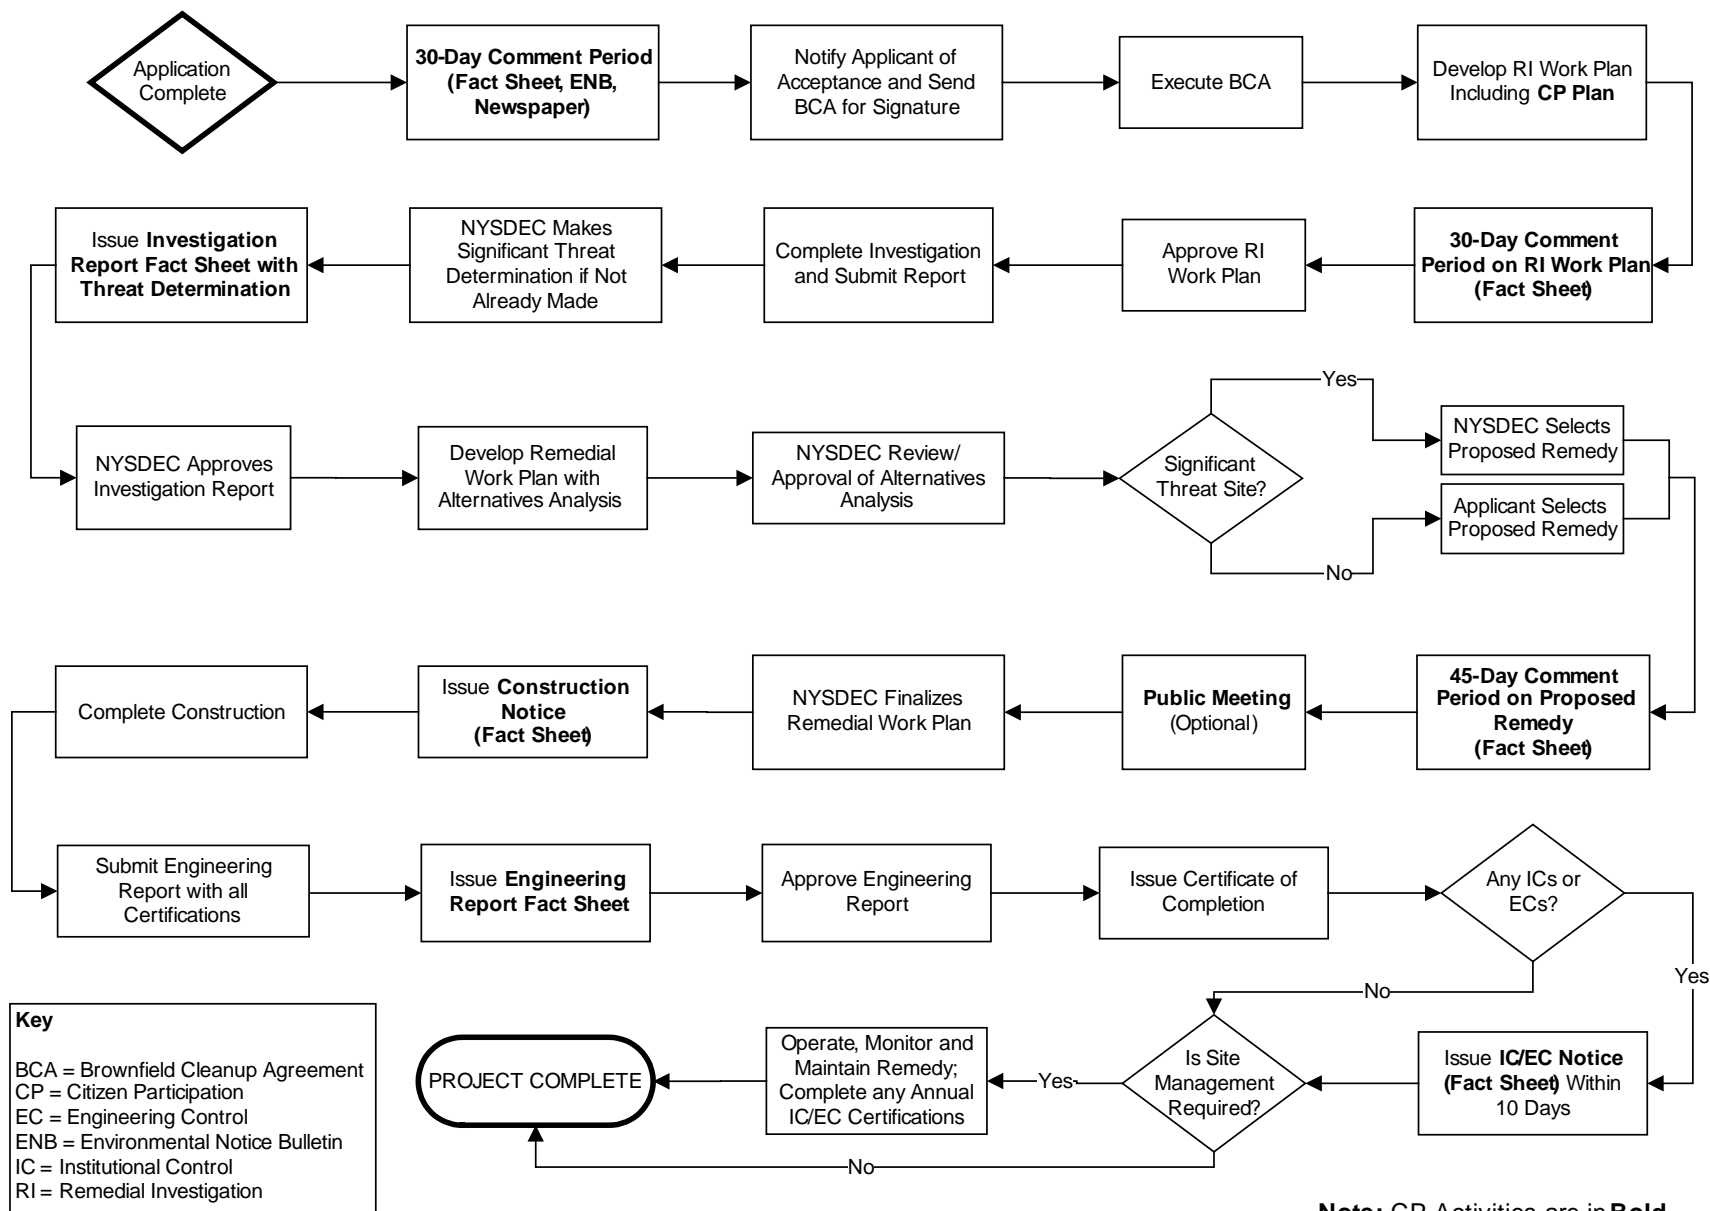 Application
Complete
30-Day Comment Period
(Fact Sheet, ENB,
Newspaper)
Notify Applicant of
Acceptance and Send
BCA for Signature
Execute BCA
Develop RI Work Plan
Including CP Plan
Issue Investigation
Report Fact Sheet with
Threat Determination
NYSDEC Makes
Significant Threat
Determination if Not
Already Made
Complete Investigation
and Submit Report
Approve RI
Work Plan
30-Day Comment
Period on RI Work Plan
(Fact Sheet)
NYSDEC Approves
Investigation Report
Develop Remedial
Work Plan with
Alternatives Analysis
NYSDEC Review/
Approval of Alternatives
Analysis
Significant
Threat Site?
Yes
No
NYSDEC Selects
Proposed Remedy
Applicant Selects
Proposed Remedy
Complete Construction
Issue Construction
Notice
(Fact Sheet)
NYSDEC Finalizes
Remedial Work Plan
Public Meeting
(Optional)
45-Day Comment
Period on Proposed
Remedy
(Fact Sheet)
Submit Engineering
Report with all
Certifications
Issue Engineering
Report Fact Sheet
Approve Engineering
Report
Issue Certificate of
Completion
Any ICs or
ECs?
Yes
No
Key
BCA = Brownfield Cleanup Agreement
CP = Citizen Participation
EC = Engineering Control
ENB = Environmental Notice Bulletin
IC = Institutional Control
RI = Remedial Investigation
PROJECT COMPLETE
Operate, Monitor and
Maintain Remedy;
Complete any Annual
IC/EC Certifications
Yes
Is Site
Management
Required?
Issue IC/EC Notice
(Fact Sheet) Within
10 Days
No
Note: CP Activities are in Bold